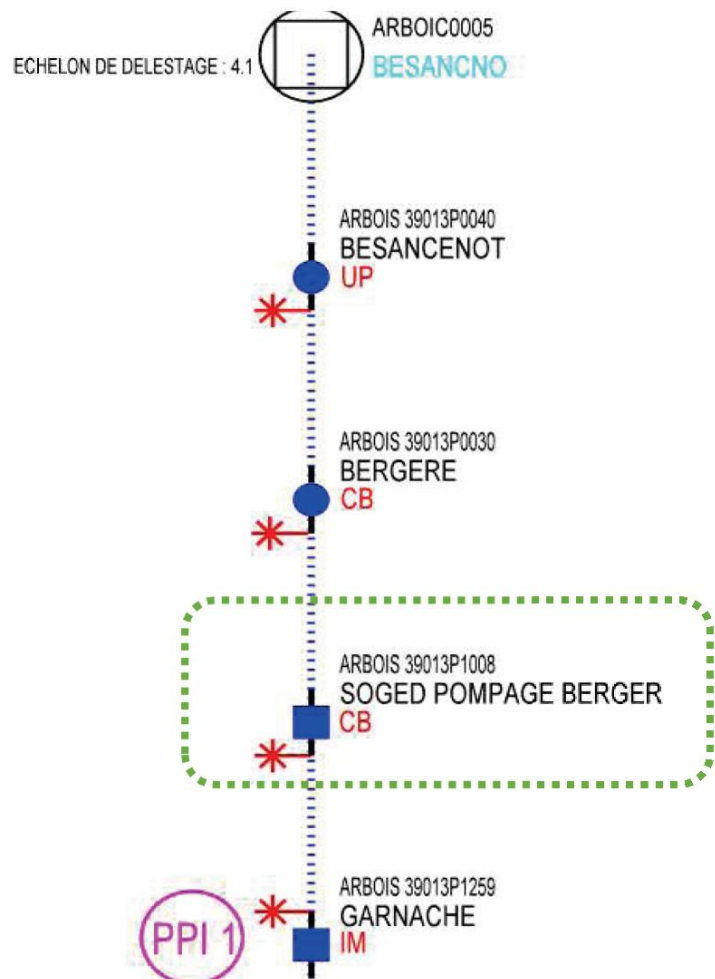 ARBOIC0005
ECHELON DE DELESTAGE : 4.1
BESANCNO
ARBOIS 39013P0040
BESANCENOT
UP
ARBOIS 39013P0030
BERGERE
CB
ARBOIS 39013P1008
SOGED POMPAGE BERGER
CB
ARBOIS 39013P1259
GARNACHE
PPI 1
IM